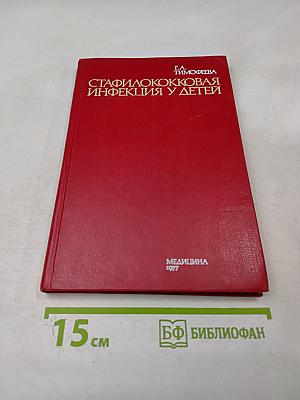 Г.А.
ТИМОФЕЕВА
СТАФИЛОКОККОВАЯ
ИНФЕКЦИЯ У ДЕТЕЙ
МЕДИЦИНА
1977
15 см
БФ БИБЛИОФАН